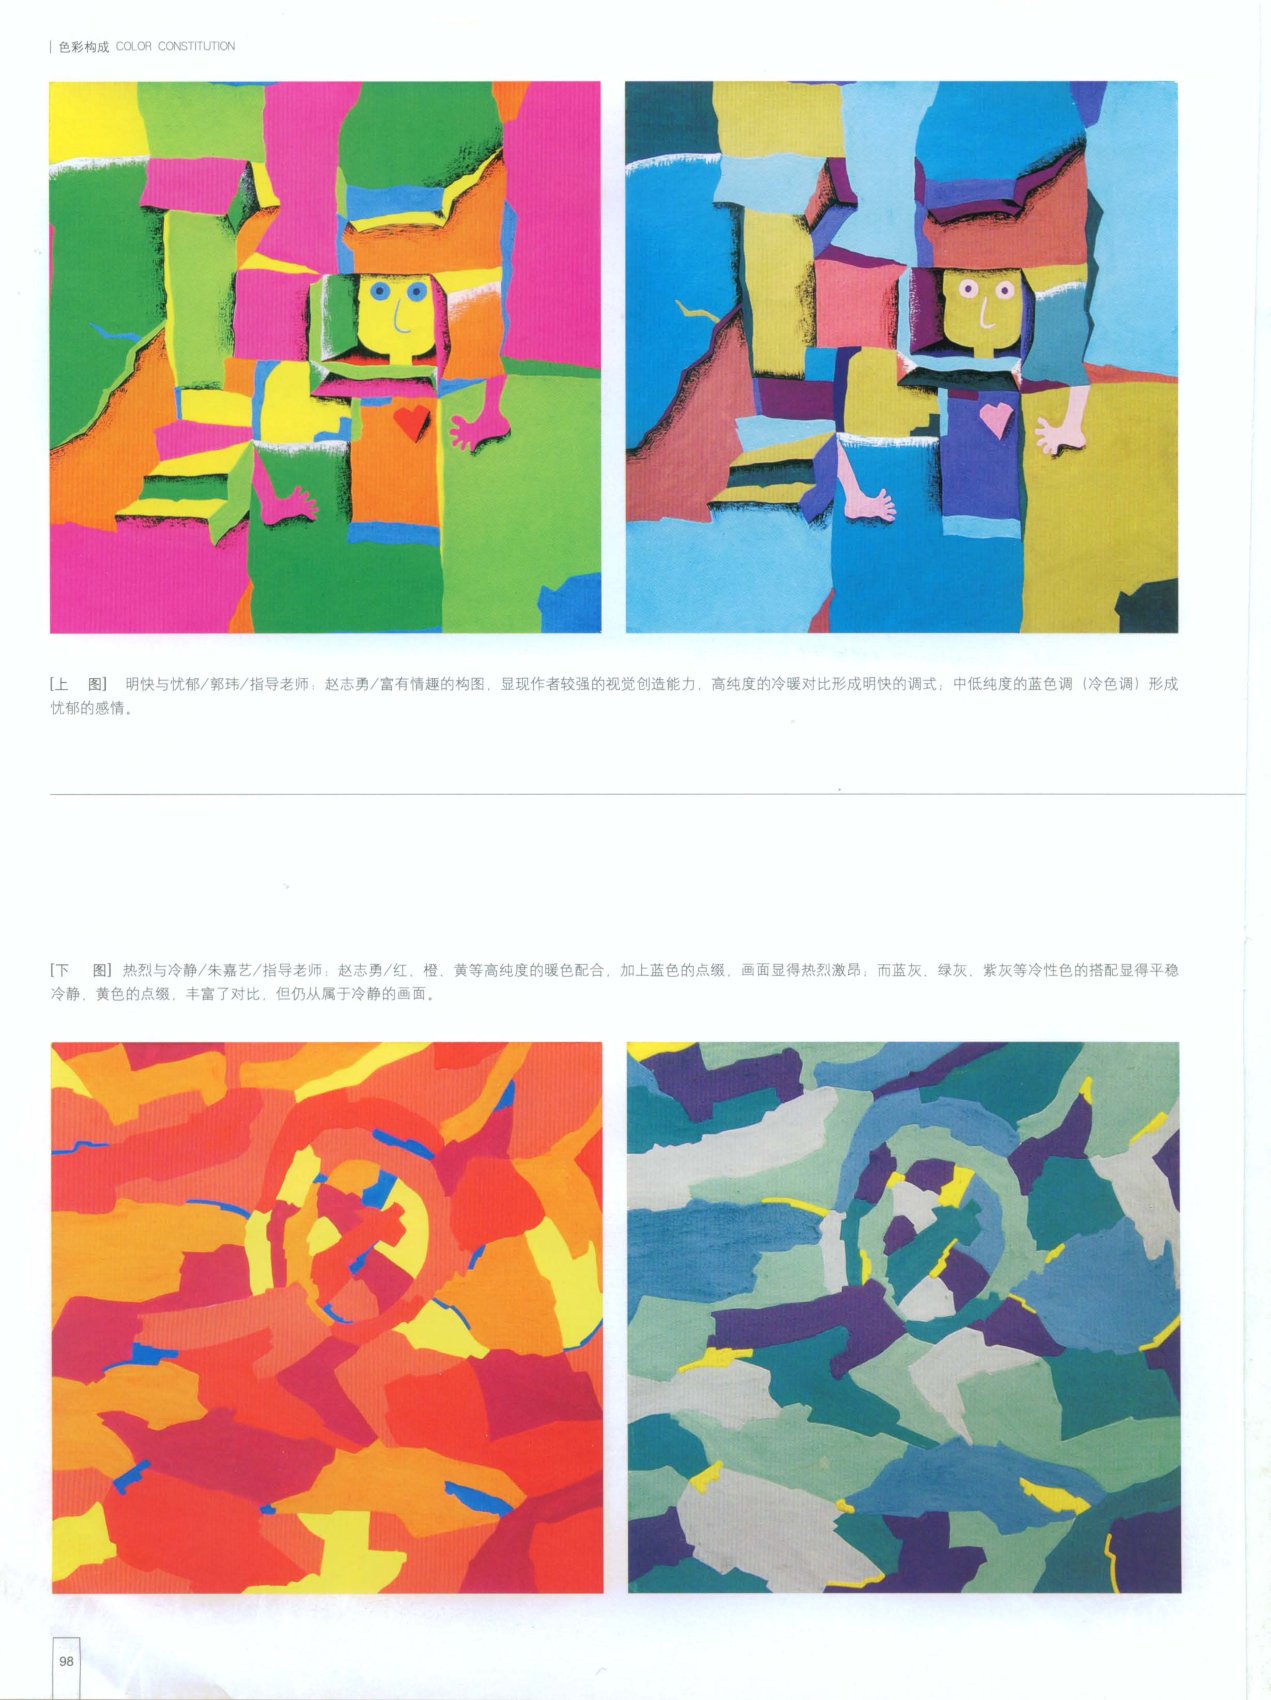 色彩构成 COLOR CONSTITUTION
[上 图] 明快与忧郁/郭玮/指导老师：赵志勇/富有情趣的构图，显现作者较强的视觉创造能力，高纯度的冷暖对比形成明快的调式；中低纯度的蓝色调（冷色调）形成
忧郁的感情。
[下 图] 热烈与冷静/朱嘉艺/指导老师：赵志勇/红、橙、黄等高纯度的暖色配合，加上蓝色的点缀，画面显得热烈激昂；而蓝灰、绿灰、紫灰等冷性色的搭配显得平稳
冷静，黄色的点缀，丰富了对比，但仍从属于冷静的画面。
98